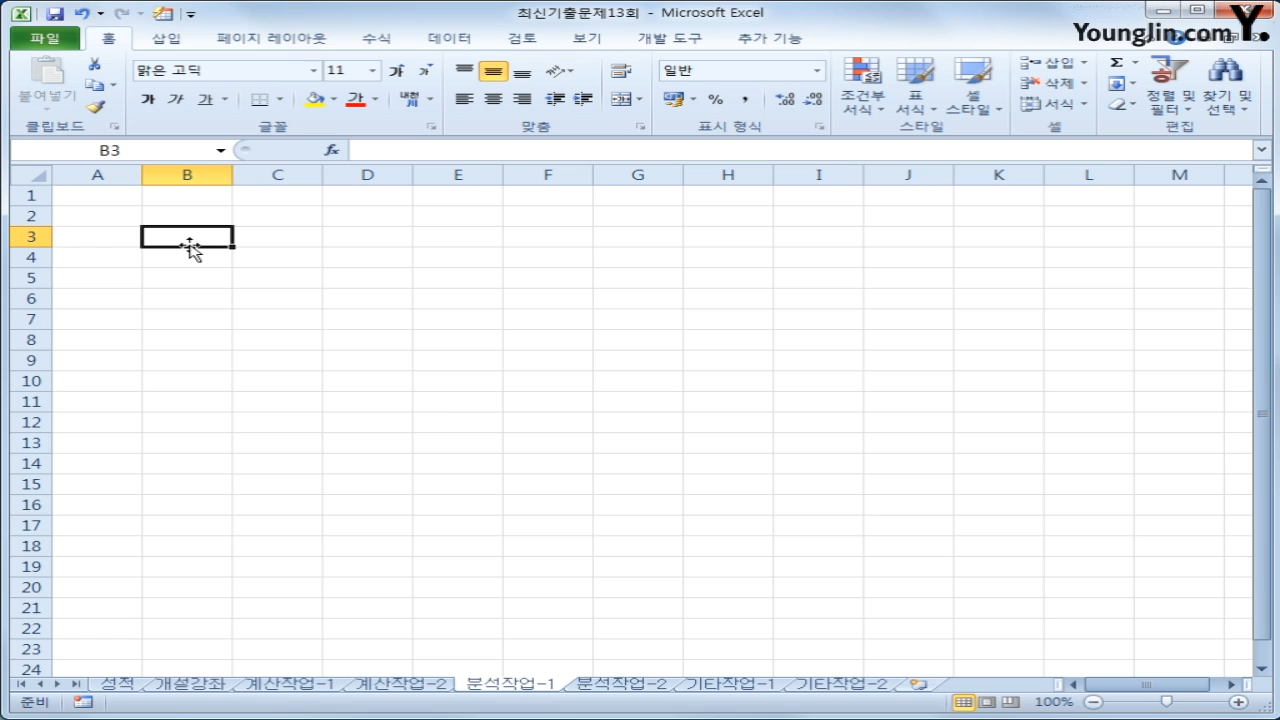 최신기출문제13회 - Microsoft Excel
Y.
YoungJin.com
파일 홈 삽입 페이지 레이아웃 수식 데이터 검토 보기 개발 도구 추가 기능
붙여넣기
클립보드
맑은 고딕 11 가 가
가 가 가 가 내천
글꼴
맞춤
일반
% ,
표시 형식
조건부 서식
표 서식
셀 스타일
스타일
삽입
삭제
서식
셀
Σ
정렬 및 필터
찾기 및 선택
편집
B3 fx
A B C D E F G H I J K L M
1
2
3
4
5
6
7
8
9
10
11
12
13
14
15
16
17
18
19
20
21
22
23
24
성적 개설강좌 계산작업-1 계산작업-2 분석작업-1 분석작업-2 기타작업-1 기타작업-2
준비 100%